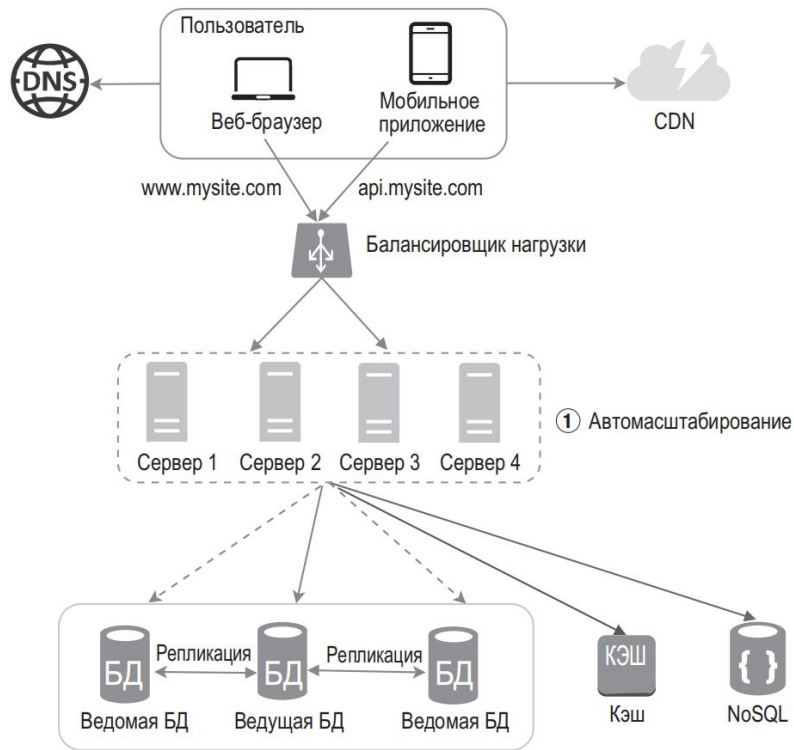 Пользователь
DNS
Веб-браузер
Мобильное
приложение
CDN
www.mysite.com
api.mysite.com
Балансировщик нагрузки
1 Автомасштабирование
Сервер 1
Сервер 2
Сервер 3
Сервер 4
БД
Репликация
БД
Репликация
БД
Ведомая БД
Ведущая БД
Ведомая БД
КЭШ
Кэш
{ }
NoSQL